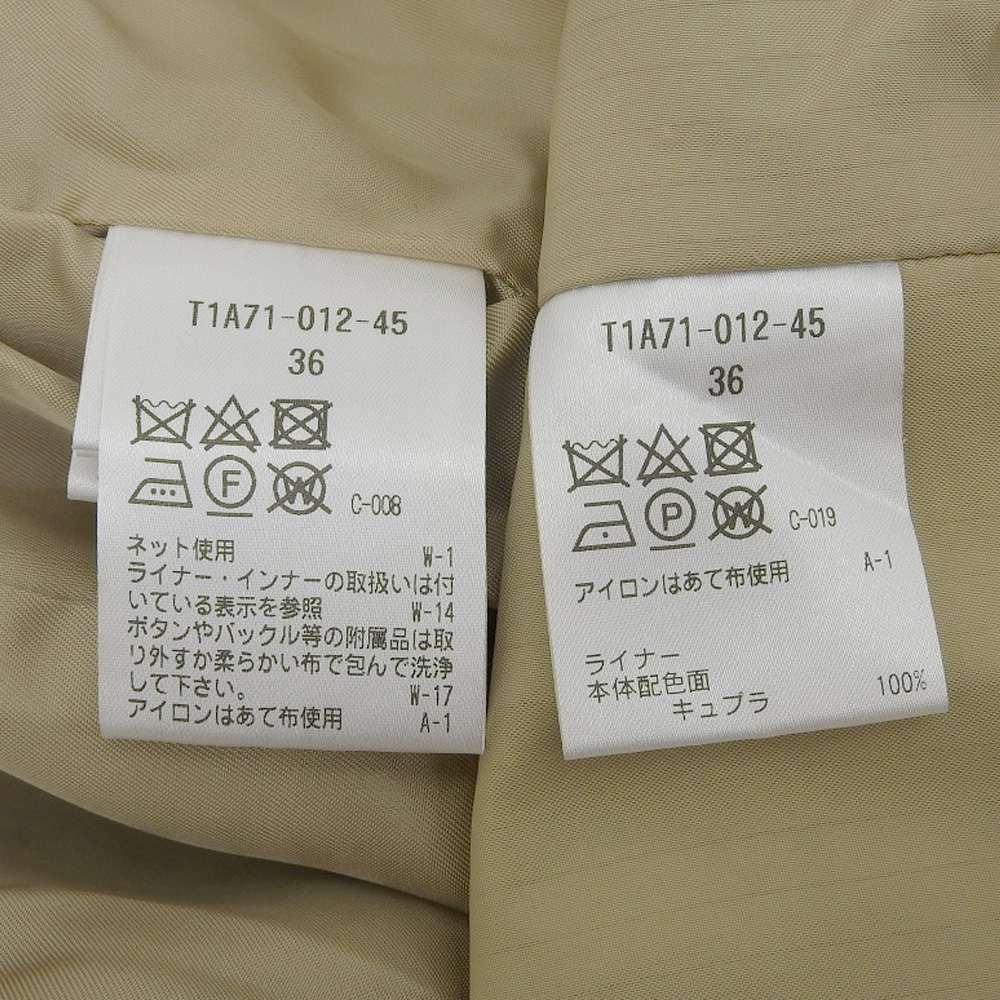 T1A71-012-45
36
F W C-008
ネット使用 W-1
ライナー・インナーの取扱いは付
いている表示を参照 W-14
ボタンやバックル等の附属品は取
り外すか柔らかい布で包んで洗浄
して下さい。 W-17
アイロンはあて布使用 A-1
T1A71-012-45
36
P W C-019
アイロンはあて布使用 A-1
ライナー
本体配色面
キュプラ 100%